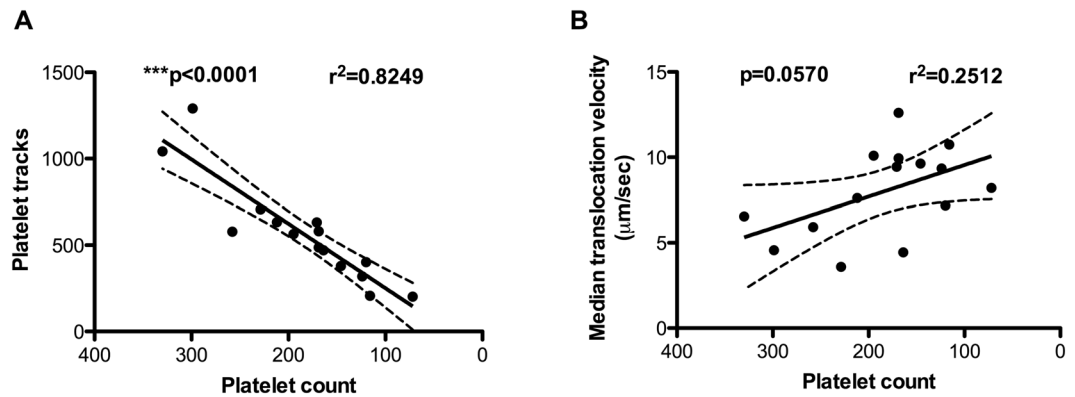 A
***p<0.0001
r²=0.8249
1500
1000
500
0
Platelet tracks
400
300
200
100
0
Platelet count
B
p=0.0570
r²=0.2512
15
10
5
0
Median translocation velocity
(μm/sec)
400
300
200
100
0
Platelet count